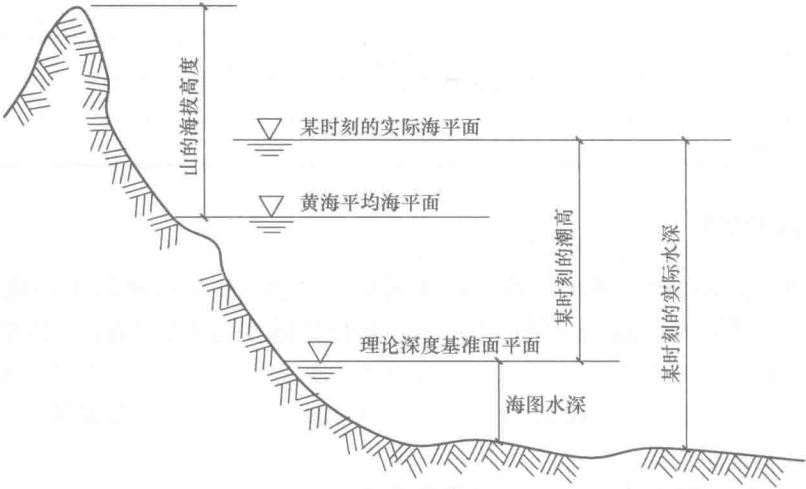 山的海拔高度
某时刻的实际海平面
黄海平均海平面
某时刻的潮高
某时刻的实际水深
理论深度基准面平面
海图水深